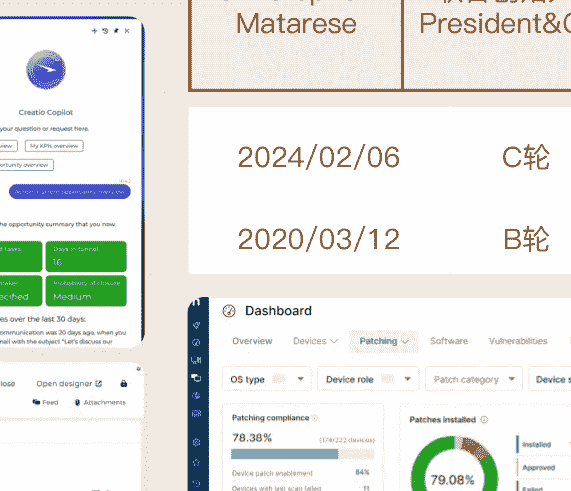 Matarese
President&
Creatio Copilot
your question or request here.
My KPIs overview
overview
2024/02/06
C轮
the opportunity summary that you now
Days in funnel
16
Probability of closure
Medium
2020/03/12
B轮
es over the last 30 days:
communication was 20 days ago, when you
mail with the subject "Let's discuss our
Dashboard
Overview
Devices
Patching
Software
Vulnerabilities
Open designer
Feed
Attachments
OS type
Device role
Patch category
Device
Patching compliance
78.38%
(174/222 devices)
Device patch enablement
84%
Devices with last scan failed
11
Patches installed
79.08%
Installed
Approved
Failed